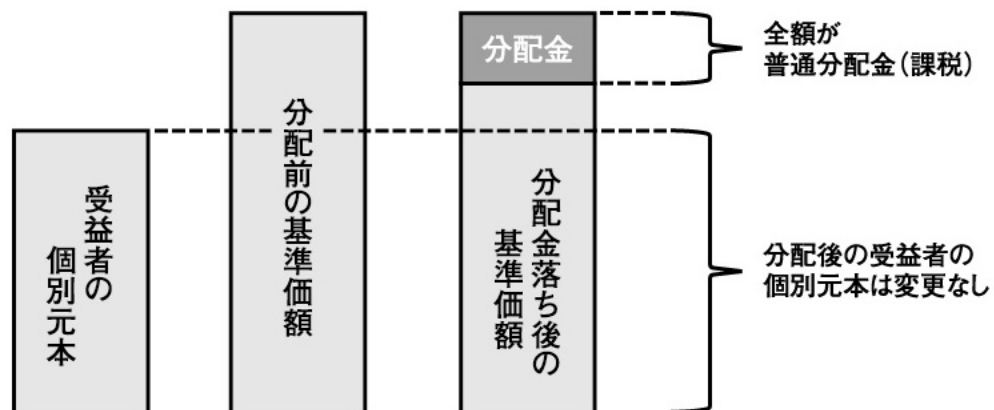 受益者の
個別元本
分配前の基準価額
分配金
分配金落ち後の
基準価額
全額が
普通分配金（課税）
分配後の受益者の
個別元本は変更なし